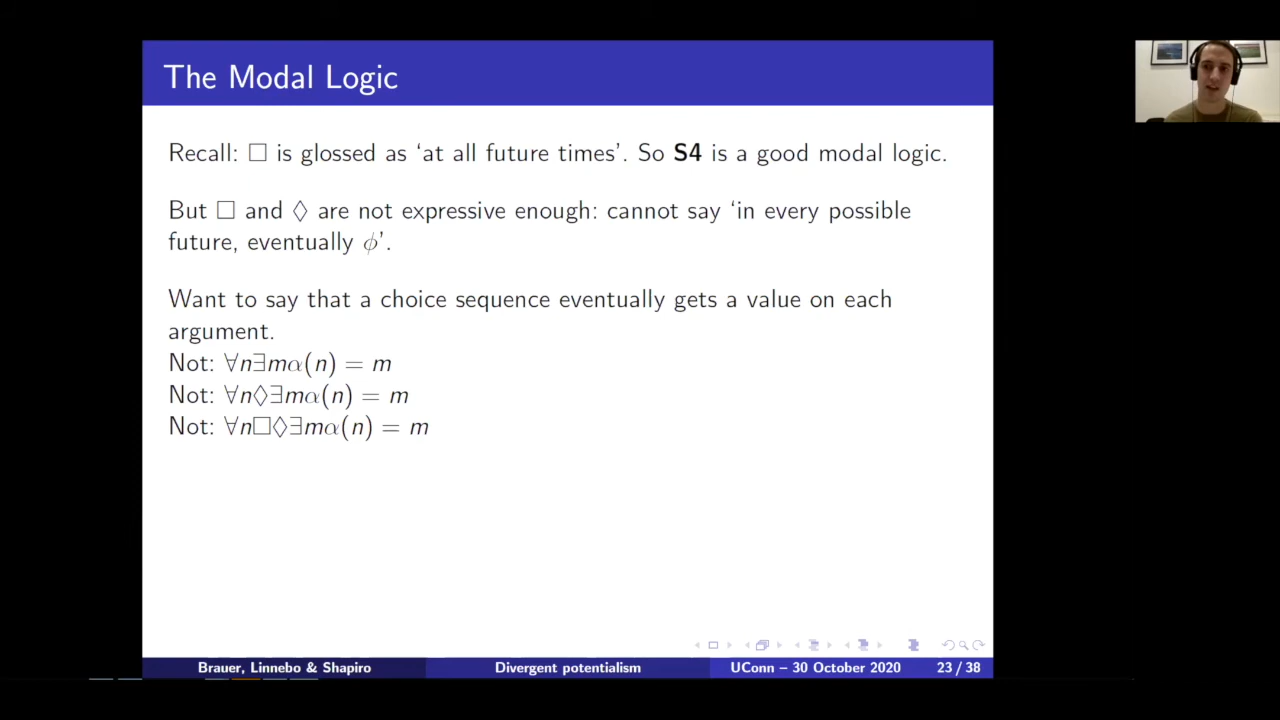 The Modal Logic
Recall: □ is glossed as ‘at all future times’. So S4 is a good modal logic.
But □ and ◊ are not expressive enough: cannot say ‘in every possible
future, eventually ϕ’.
Want to say that a choice sequence eventually gets a value on each
argument.
Not: ∀n∃mα(n) = m
Not: ∀n◊∃mα(n) = m
Not: ∀n□◊∃mα(n) = m
Brauer, Linnebo & Shapiro
Divergent potentialism
UConn – 30 October 2020
23 / 38